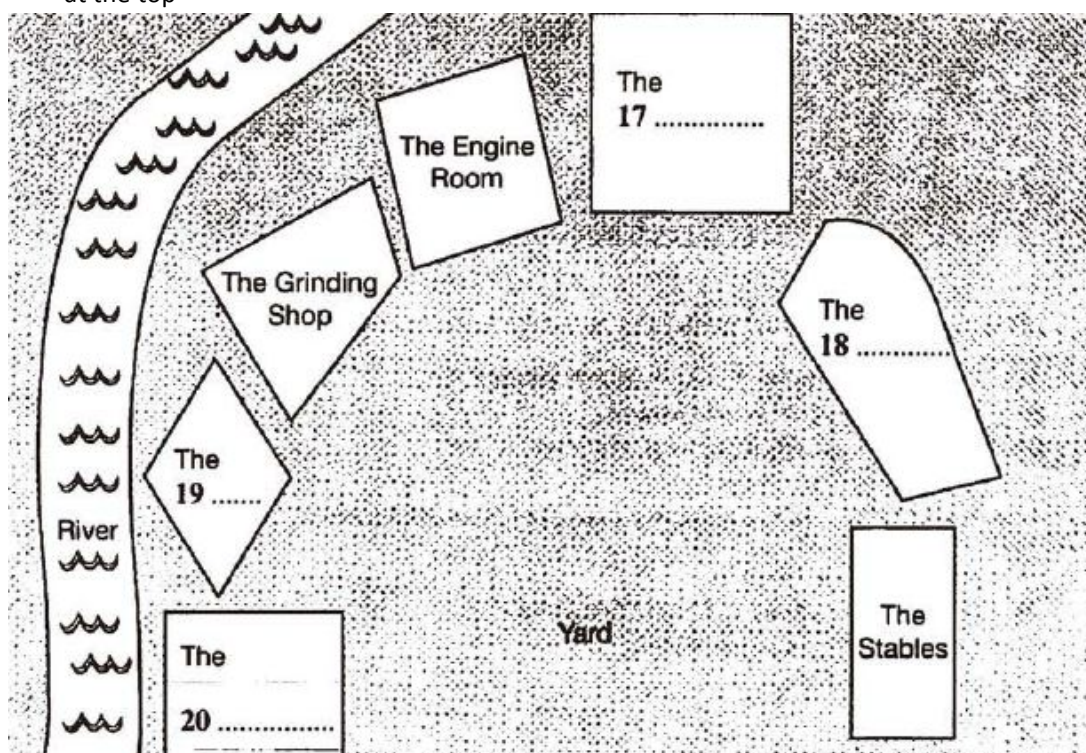 at the top
The
17 ...............
The Engine
Room
The Grinding
Shop
The
18 ..............
The
19 .......
River
Yard
The
Stables
The
20 ..................